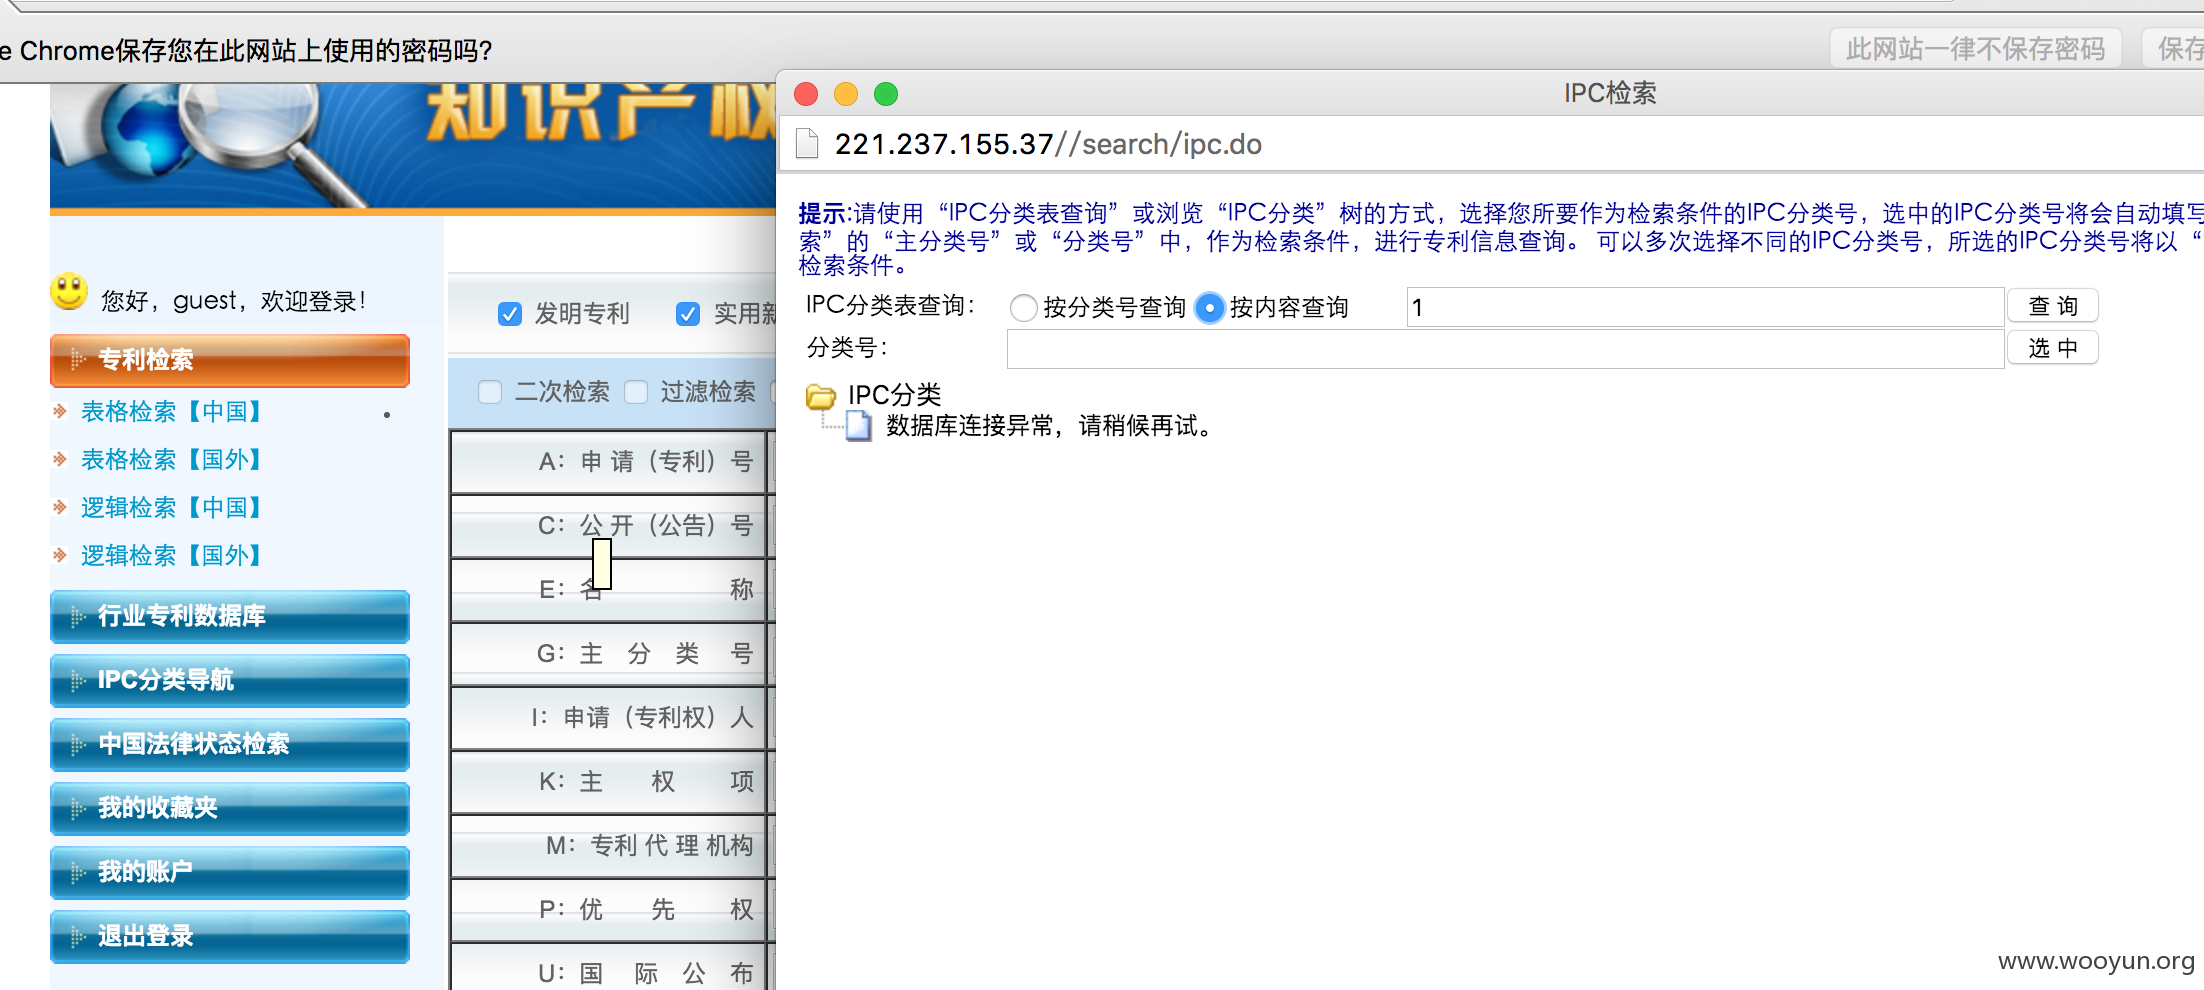 e Chrome保存您在此网站上使用的密码吗?
此网站一律不保存密码
保存
知识产权
IPC检索
221.237.155.37//search/ipc.do
提示:请使用“IPC分类表查询”或浏览“IPC分类”树的方式，选择您所要作为检索条件的IPC分类号，选中的IPC分类号将会自动填写
索”的“主分类号”或“分类号”中，作为检索条件，进行专利信息查询。 可以多次选择不同的IPC分类号，所选的IPC分类号将以“
检索条件。
IPC分类表查询：
按分类号查询
按内容查询
1
查 询
分类号：
选 中
IPC分类
数据库连接异常，请稍候再试。
您好，guest，欢迎登录！
专利检索
表格检索【中国】
表格检索【国外】
逻辑检索【中国】
逻辑检索【国外】
行业专利数据库
IPC分类导航
中国法律状态检索
我的收藏夹
我的账户
退出登录
发明专利
实用新
二次检索
过滤检索
A：申 请（专利）号
C：公 开（公告）号
E：名 称
G：主 分 类 号
I：申请（专利权）人
K：主 权 项
M：专利 代 理 机构
P：优 先 权
U：国 际 公 布
www.wooyun.org